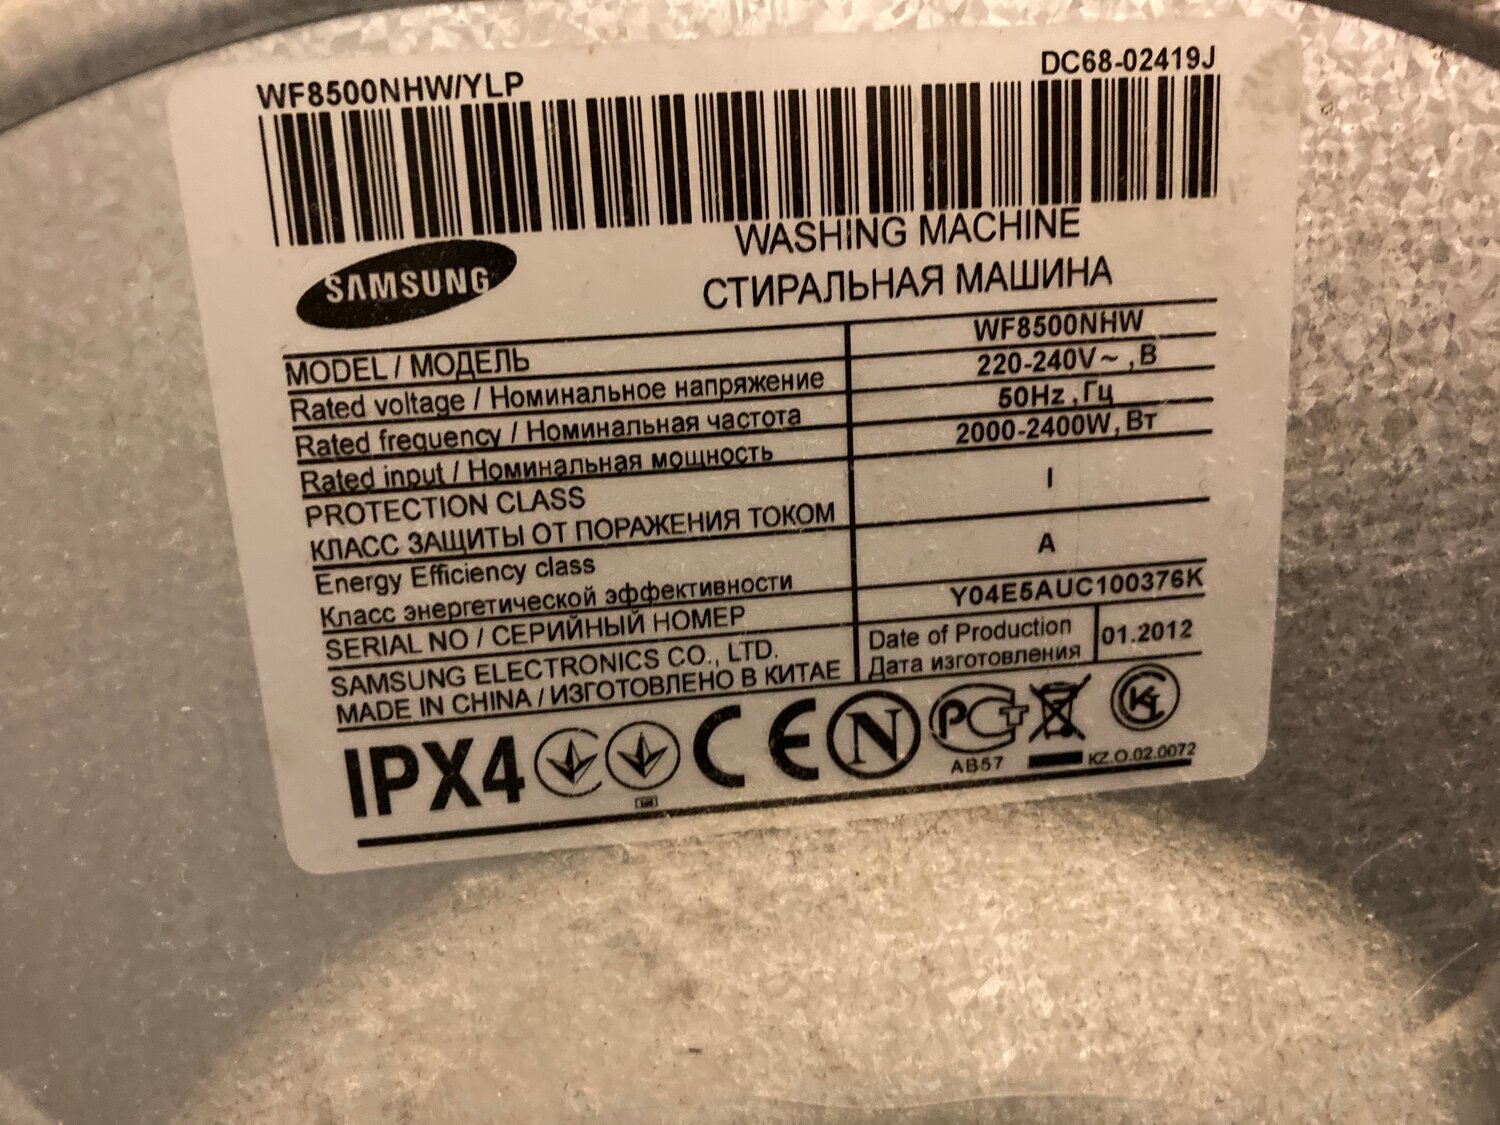 WF8500NHW/YLP DC68-02419J
WASHING MACHINE
SAMSUNG СТИРАЛЬНАЯ МАШИНА
MODEL / МОДЕЛЬ WF8500NHW
Rated voltage / Номинальное напряжение 220-240V~ , В
Rated frequency / Номинальная частота 50Hz , Гц
Rated input / Номинальная мощность 2000-2400W, Вт
PROTECTION CLASS I
КЛАСС ЗАЩИТЫ ОТ ПОРАЖЕНИЯ ТОКОМ
Energy Efficiency class A
Класс энергетической эффективности
SERIAL NO / СЕРИЙНЫЙ НОМЕР Y04E5AUC100376K
SAMSUNG ELECTRONICS CO., LTD. Date of Production 01.2012
MADE IN CHINA / ИЗГОТОВЛЕНО В КИТАЕ Дата изготовления
IPX4 CE N РСТ
АВ57 KZ.O.02.0072